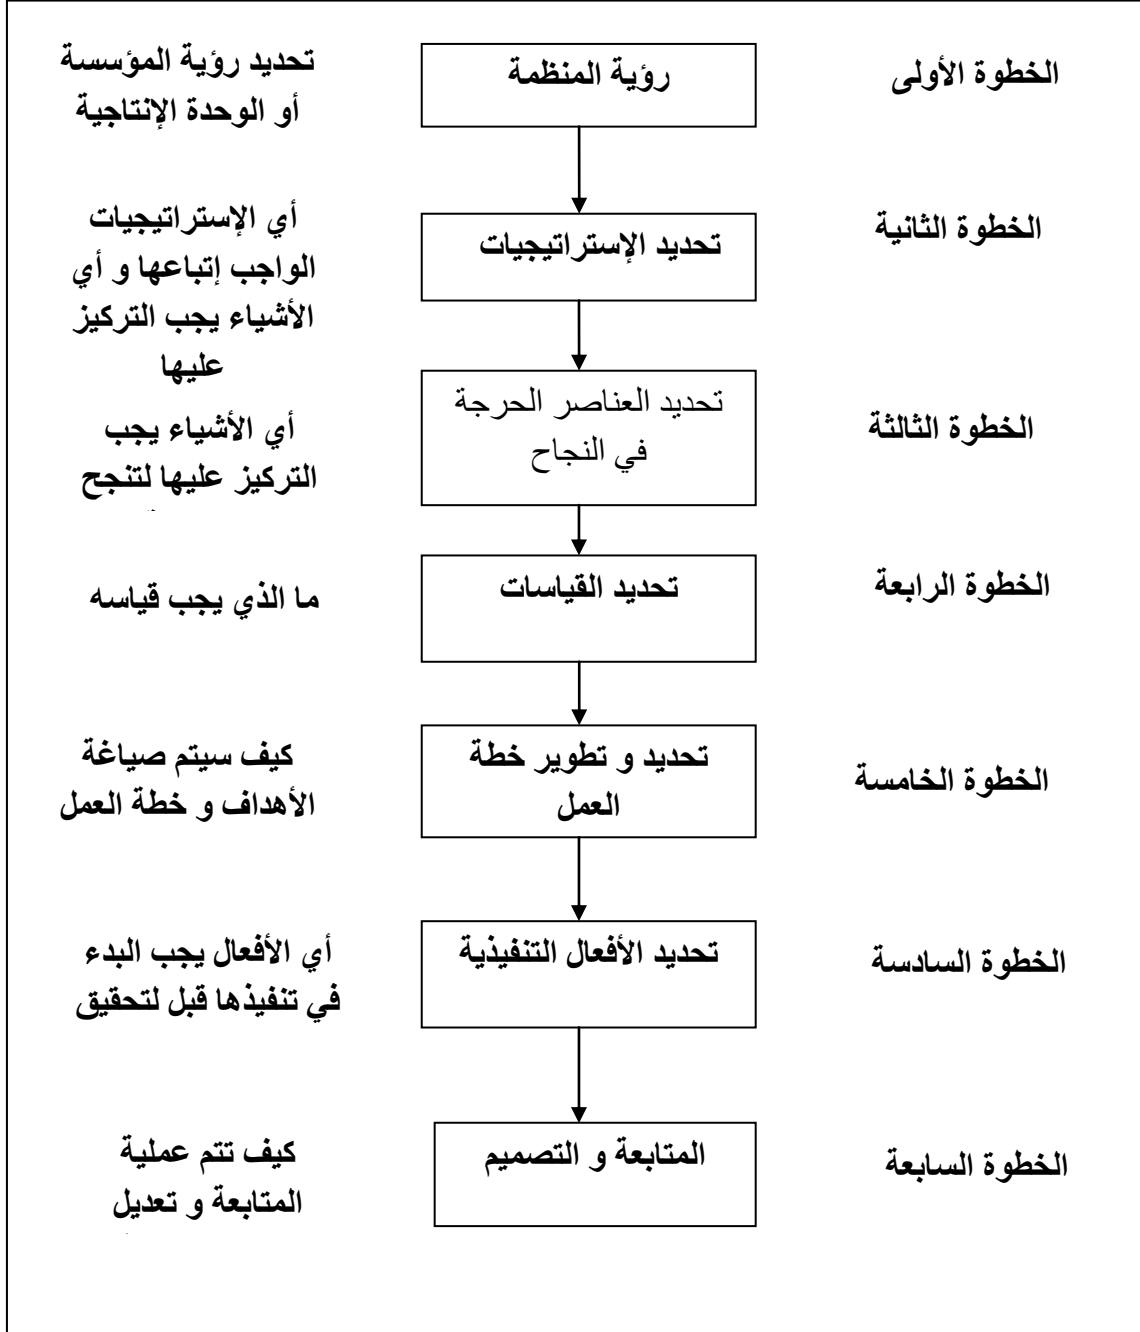 الخطوة الأولى
رؤية المنظمة
تحديد رؤية المؤسسة
أو الوحدة الإنتاجية
الخطوة الثانية
تحديد الإستراتيجيات
أي الإستراتيجيات
الواجب إتباعها و أي
الأشياء يجب التركيز
عليها
الخطوة الثالثة
تحديد العناصر الحرجة
في النجاح
أي الأشياء يجب
التركيز عليها لتنجح
الخطوة الرابعة
تحديد القياسات
ما الذي يجب قياسه
الخطوة الخامسة
تحديد و تطوير خطة
العمل
كيف سيتم صياغة
الأهداف و خطة العمل
الخطوة السادسة
تحديد الأفعال التنفيذية
أي الأفعال يجب البدء
في تنفيذها قبل لتحقيق
الخطوة السابعة
المتابعة و التصميم
كيف تتم عملية
المتابعة و تعديل